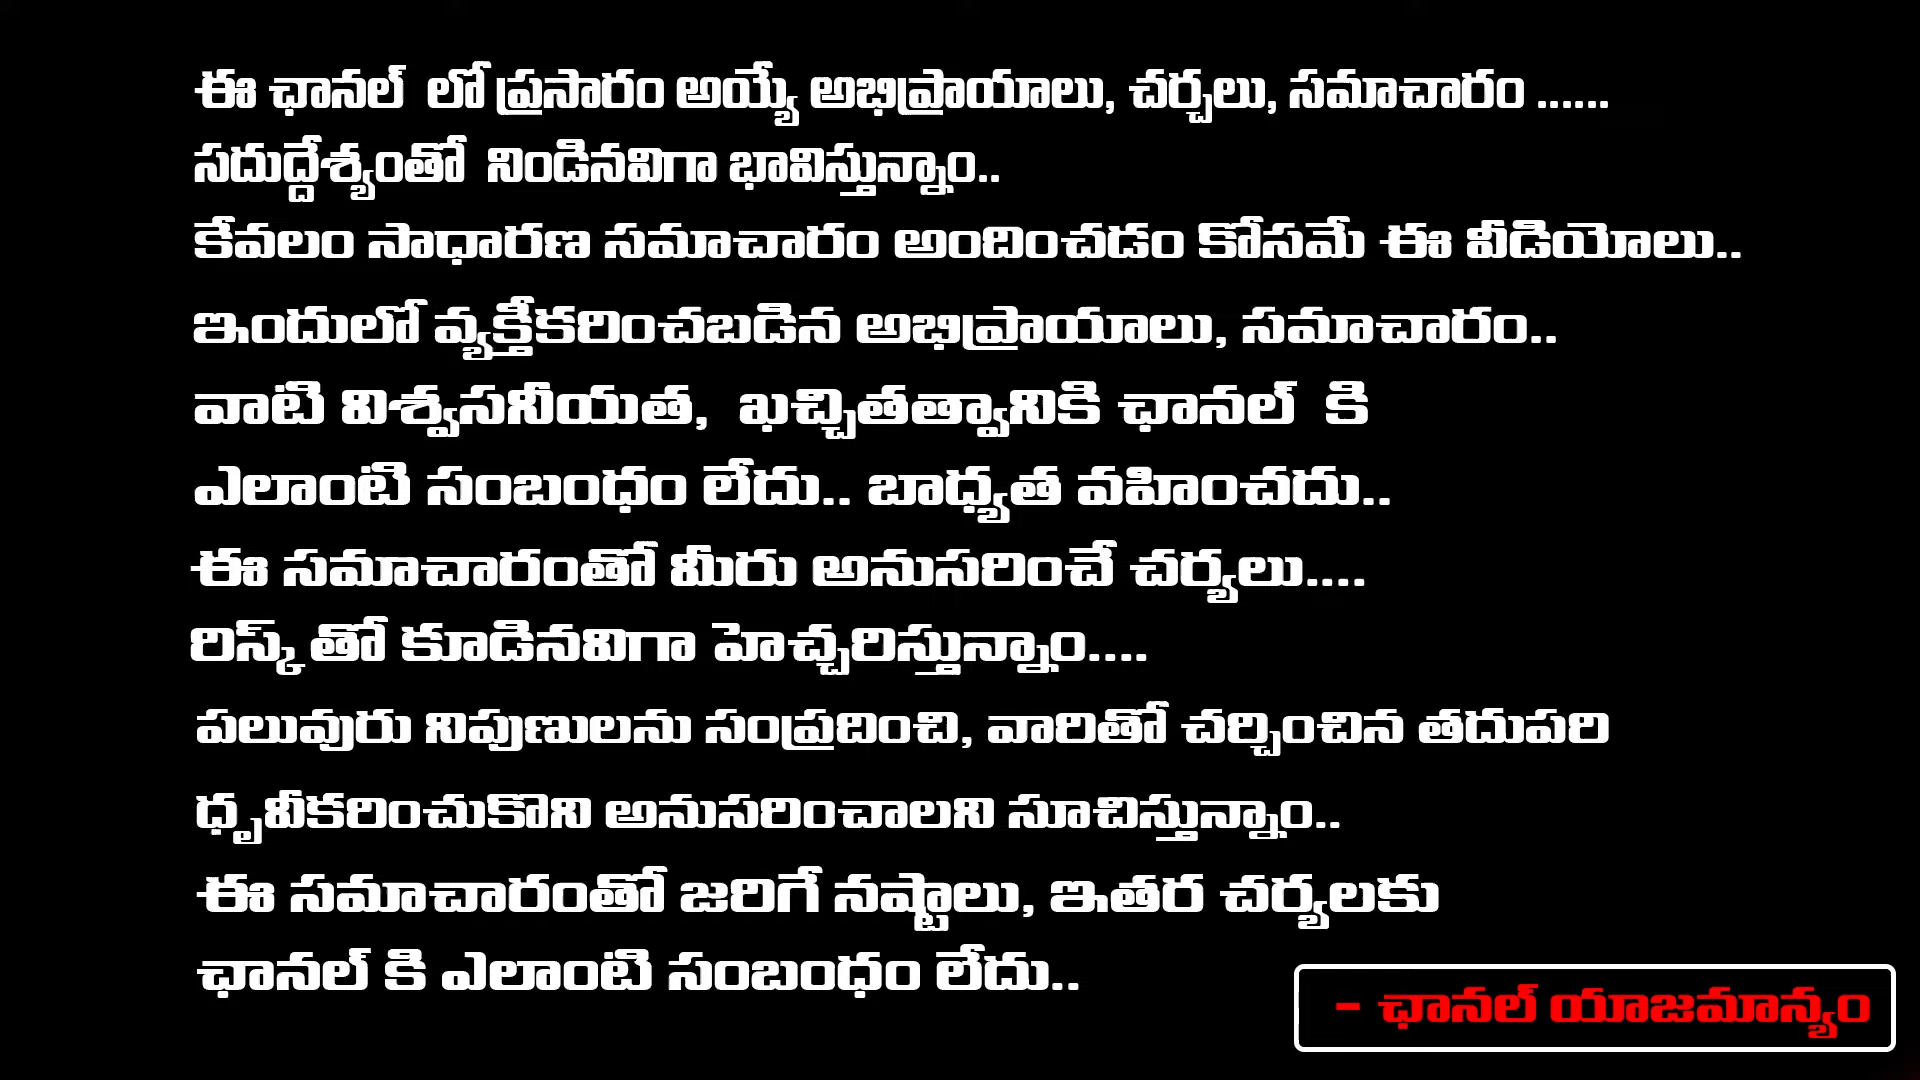 ఈ ఛానల్ లో ప్రసారం అయ్యే అభిప్రాయాలు, చర్చలు, సమాచారం ......
సదుద్దేశ్యంతో నిండినవిగా భావిస్తున్నాం..
కేవలం సాధారణ సమాచారం అందించడం కోసమే ఈ వీడియోలు..
ఇందులో వ్యక్తీకరించబడిన అభిప్రాయాలు, సమాచారం..
వాటి విశ్వసనీయత, ఖచ్చితత్వానికి ఛానల్ కి
ఎలాంటి సంబంధం లేదు.. బాధ్యత వహించదు..
ఈ సమాచారంతో మీరు అనుసరించే చర్యలు....
రిస్క్ తో కూడినవిగా హెచ్చరిస్తున్నాం....
పలువురు నిపుణులను సంప్రదించి, వారితో చర్చించిన తదుపరి
ధృవీకరించుకొని అనుసరించాలని సూచిస్తున్నాం..
ఈ సమాచారంతో జరిగే నష్టాలు, ఇతర చర్యలకు
ఛానల్ కి ఎలాంటి సంబంధం లేదు..
- ఛానల్ యాజమాన్యం